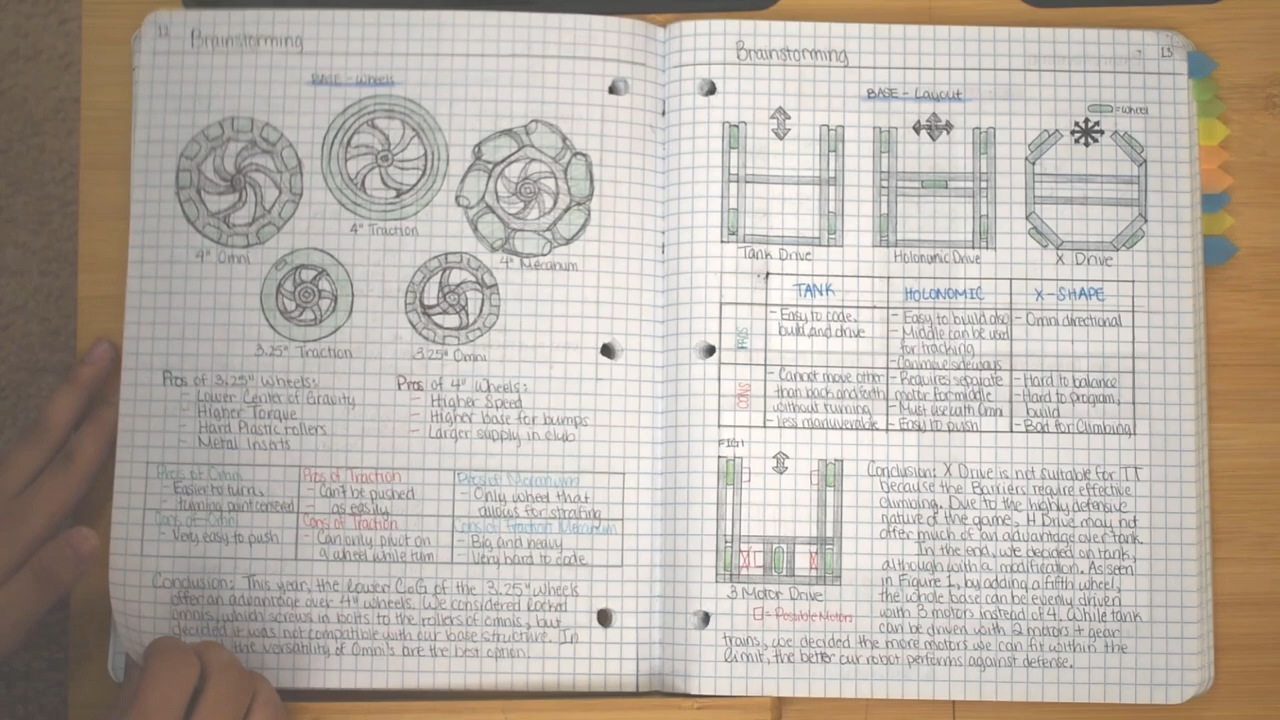 12
Brainstorming
BASE - Wheels
4" Omni
4" Traction
4" Mecanum
3.25" Traction
3.25" Omni
Pros of 3.25" Wheels:
- Lower Center of Gravity
- Higher Torque
- Hard Plastic rollers
- Metal Inserts
Pros of 4" Wheels:
- Higher Speed
- Higher base for bumps
- Larger supply in club
Pros of Omni
- Easier to turn,
turning point centered
Cons of Omni
- Very easy to push
Pros of Traction
- Can't be pushed
- as easily
Cons of Traction
- Can only pivot on
a wheel while turn
Pros of Mecanum
- Only wheel that
allows for strafing
Cons of Traction Mecanum
- Big and heavy
- Very hard to code
Conclusion: This year, the lower CoG of the 3.25" wheels
offer an advantage over 4" wheels. We considered locked
omnis, which screws in bolts to the rollers of omnis, but
decided it was not compatible with our base structure. In
the versatility of Omni's are the best option.
Brainstorming
13
BASE - Layout
= Wheel
Tank Drive
Holonomic Drive
X Drive
TANK
HOLONOMIC
X-SHAPE
PROS
- Easy to code,
build, and drive
- Easy to build also
- Middle can be used
for tracking
- Can move sideways
- Omni directional
CONS
- Cannot move other
than back and forth
without turning
- Less manuverable
- Requires separate
motor for middle
- Must use with Omni
- Easy to push
- Hard to balance
- Hard to program,
build
- Bad for Climbing
FIG 1
3 Motor Drive
= Possible Motors
Conclusion: X Drive is not suitable for TT
because the Barriers require effective
climbing. Due to the highly defensive
nature of the game, H Drive may not
offer much of an advantage over tank.
In the end, we decided on tank,
although with a modification. As seen
in Figure 1, by adding a fifth wheel,
the whole base can be evenly driven
with 3 motors instead of 4. While tank
can be driven with 2 motors + gear
trains, we decided the more motors we can fit within the
limit, the better our robot performs against defense.